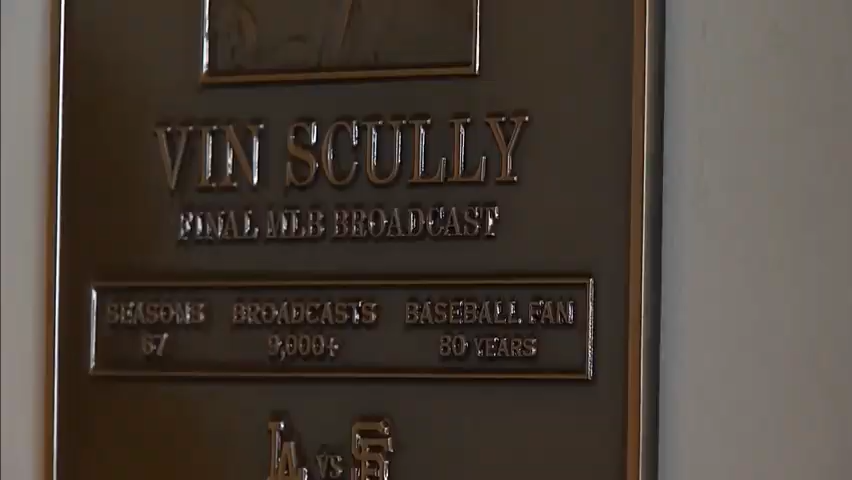 VIN SCULLY
FINAL MLB BROADCAST
SEASONS BROADCASTS BASEBALL FAN
67 9,000+ 80 YEARS
LA VS SF